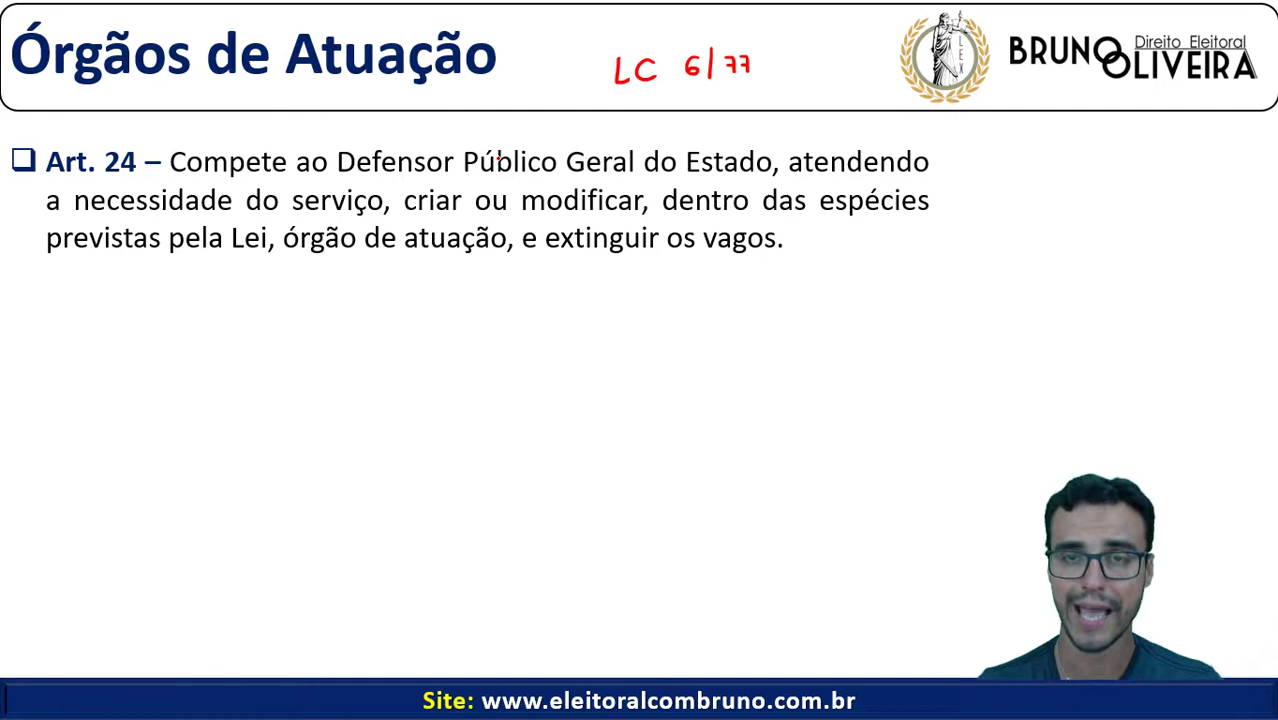 Órgãos de Atuação
LC 6/77
LEX
BRUNO
Direito Eleitoral
OLIVEIRA
Art. 24 – Compete ao Defensor Público Geral do Estado, atendendo
a necessidade do serviço, criar ou modificar, dentro das espécies
previstas pela Lei, órgão de atuação, e extinguir os vagos.
Site: www.eleitoralcombruno.com.br